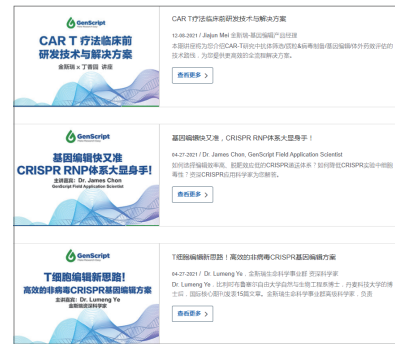 GenScript
CAR T 疗法临床前
研发技术与解决方案
金斯瑞 x 丁香园 讲座
CAR T疗法临床前研发技术与解决方案
12-08-2021 / Jiajun Mei 金斯瑞-基因编辑产品经理
本期讲座将为您介绍CAR-T研究中抗体筛选/质粒&病毒制备/基因编辑/体外药效评估的
技术路线,为您提供更高效的全流程解决方案。
查看更多 >
GenScript
基因编辑快又准
CRISPR RNP体系大显身手!
主讲嘉宾:Dr. James Chon
GenScript Field Application Scientist
基因编辑快又准,CRISPR RNP体系大显身手!
04-27-2021 / Dr. James Chon, GenScript Field Application Scientist
如何选择编辑效率高、脱靶效应低的CRISPR递送体系?如何降低CRISPR实验中细胞
毒性?资深CRISPR应用科学家为您解答。
查看更多 >
GenScript
T细胞编辑新思路!
高效的非病毒CRISPR基因编辑方案
主讲嘉宾:Dr. Lumeng Ye
金斯瑞资深科学家
T细胞编辑新思路!高效的非病毒CRISPR基因编辑方案
04-27-2021 / Dr. Lumeng Ye,金斯瑞生命科学事业部 资深科学家
Dr. Lumeng Ye,比利时布鲁塞尔自由大学自然与生物工程系博士,丹麦科技大学的博
士后,国际核心期刊发表15篇文章。金斯瑞生命科学事业部高级科学家,负责
查看更多 >